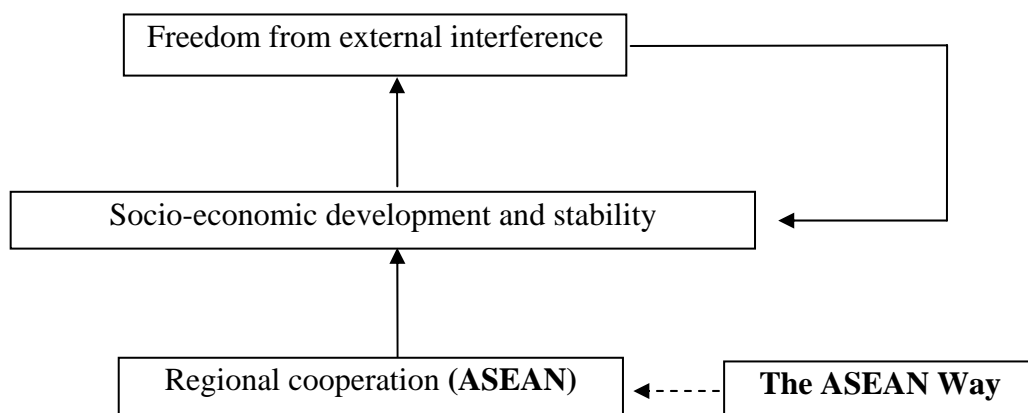 Freedom from external interference
Socio-economic development and stability
Regional cooperation (ASEAN)
The ASEAN Way